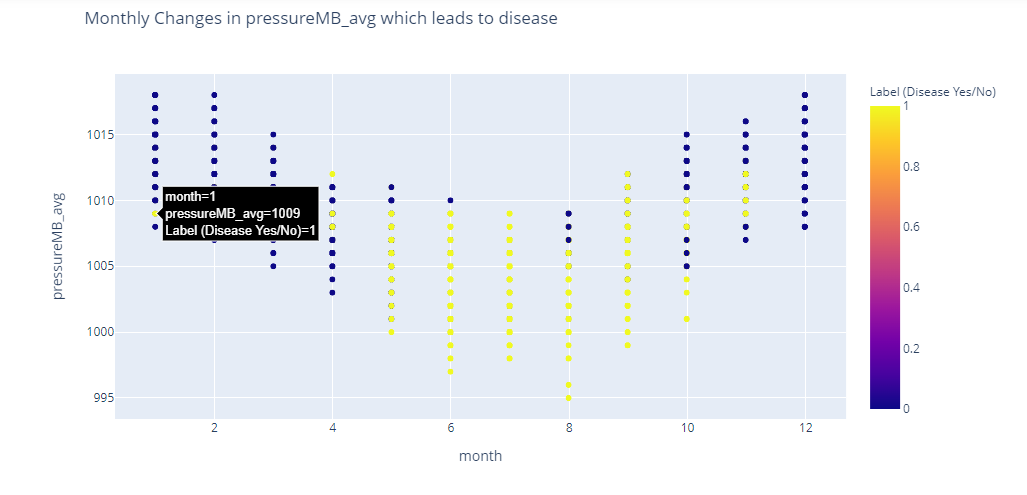 Monthly Changes in pressureMB_avg which leads to disease
Label (Disease Yes/No)
1
0.8
0.6
0.4
0.2
0
pressureMB_avg
1015
1010
1005
1000
995
month=1
pressureMB_avg=1009
Label (Disease Yes/No)=1
2
4
6
8
10
12
month